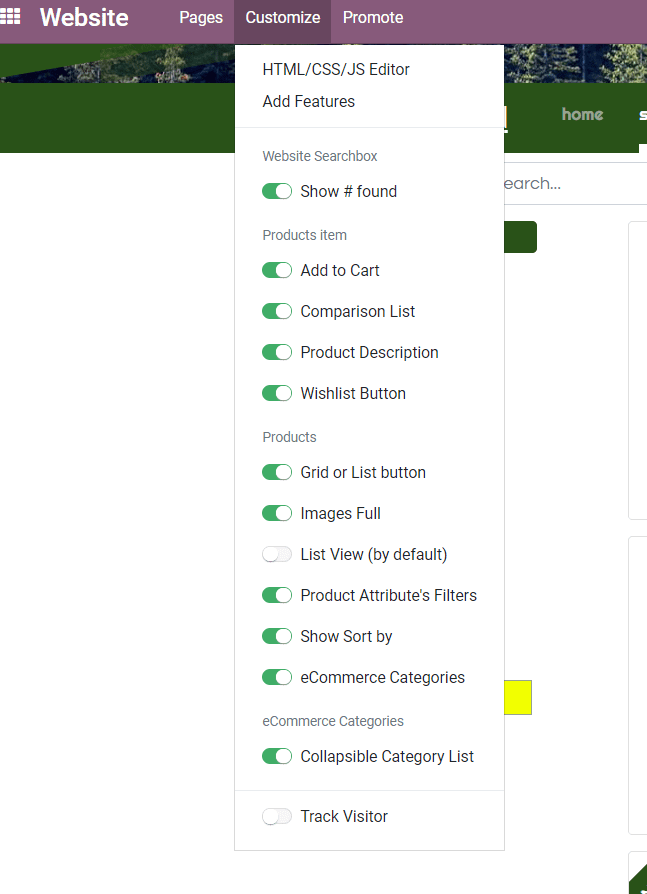 Website Pages Customize Promote
HTML/CSS/JS Editor
Add Features
home
Website Searchbox
earch...
Show # found
Products item
Add to Cart
Comparison List
Product Description
Wishlist Button
Products
Grid or List button
Images Full
List View (by default)
Product Attribute's Filters
Show Sort by
eCommerce Categories
eCommerce Categories
Collapsible Category List
Track Visitor